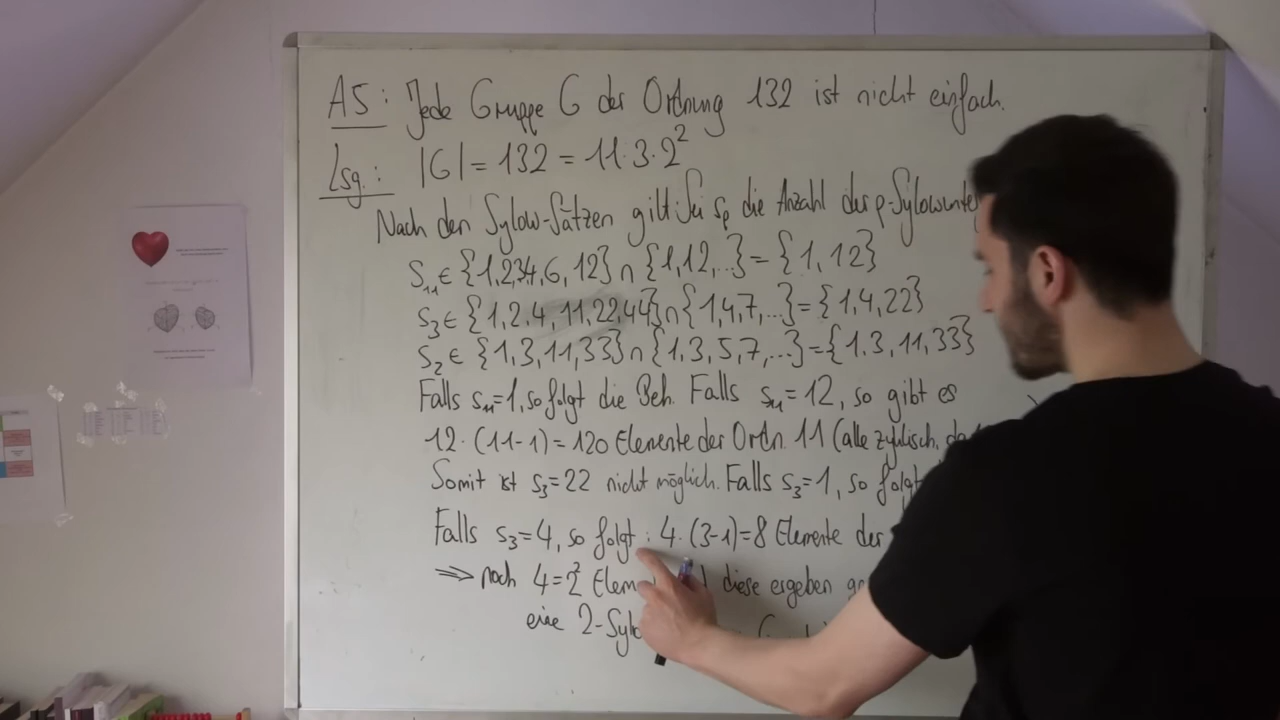 A5: Jede Gruppe G der Ordnung 132 ist nicht einfach.
Lsg.: |G| = 132 = 11·3·2²
Nach den Sylow-Sätzen gilt: Sei sₚ die Anzahl der p-Sylowunte
S₁₁ ∈ {1,2,3,4,6,12} ∩ {1,12,...} = {1,12}
S₃ ∈ {1,2,4,11,22,44} ∩ {1,4,7,...} = {1,4,22}
S₂ ∈ {1,3,11,33} ∩ {1,3,5,7,...} = {1,3,11,33}
Falls s₁₁=1, so folgt die Beh. Falls s₁₁=12, so gibt es
12·(11-1)=120 Elemente der Ordn. 11 (alle zyklisch, da
Somit ist s₃=22 nicht möglich. Falls s₃=1, so folgt
Falls s₃=4, so folgt: 4·(3-1)=8 Elemente der
⟹ noch 4=2² Elem diese ergeben
eine 2-Sylo